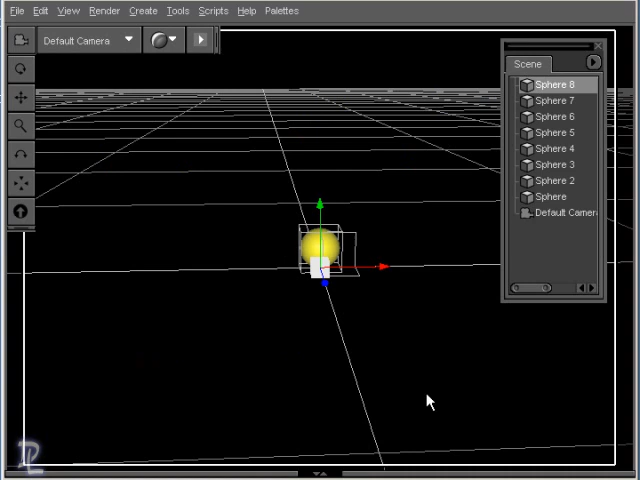 File Edit View Render Create Tools Scripts Help Palettes
Default Camera
Scene
Sphere 8
Sphere 7
Sphere 6
Sphere 5
Sphere 4
Sphere 3
Sphere 2
Sphere
Default Camer
DL